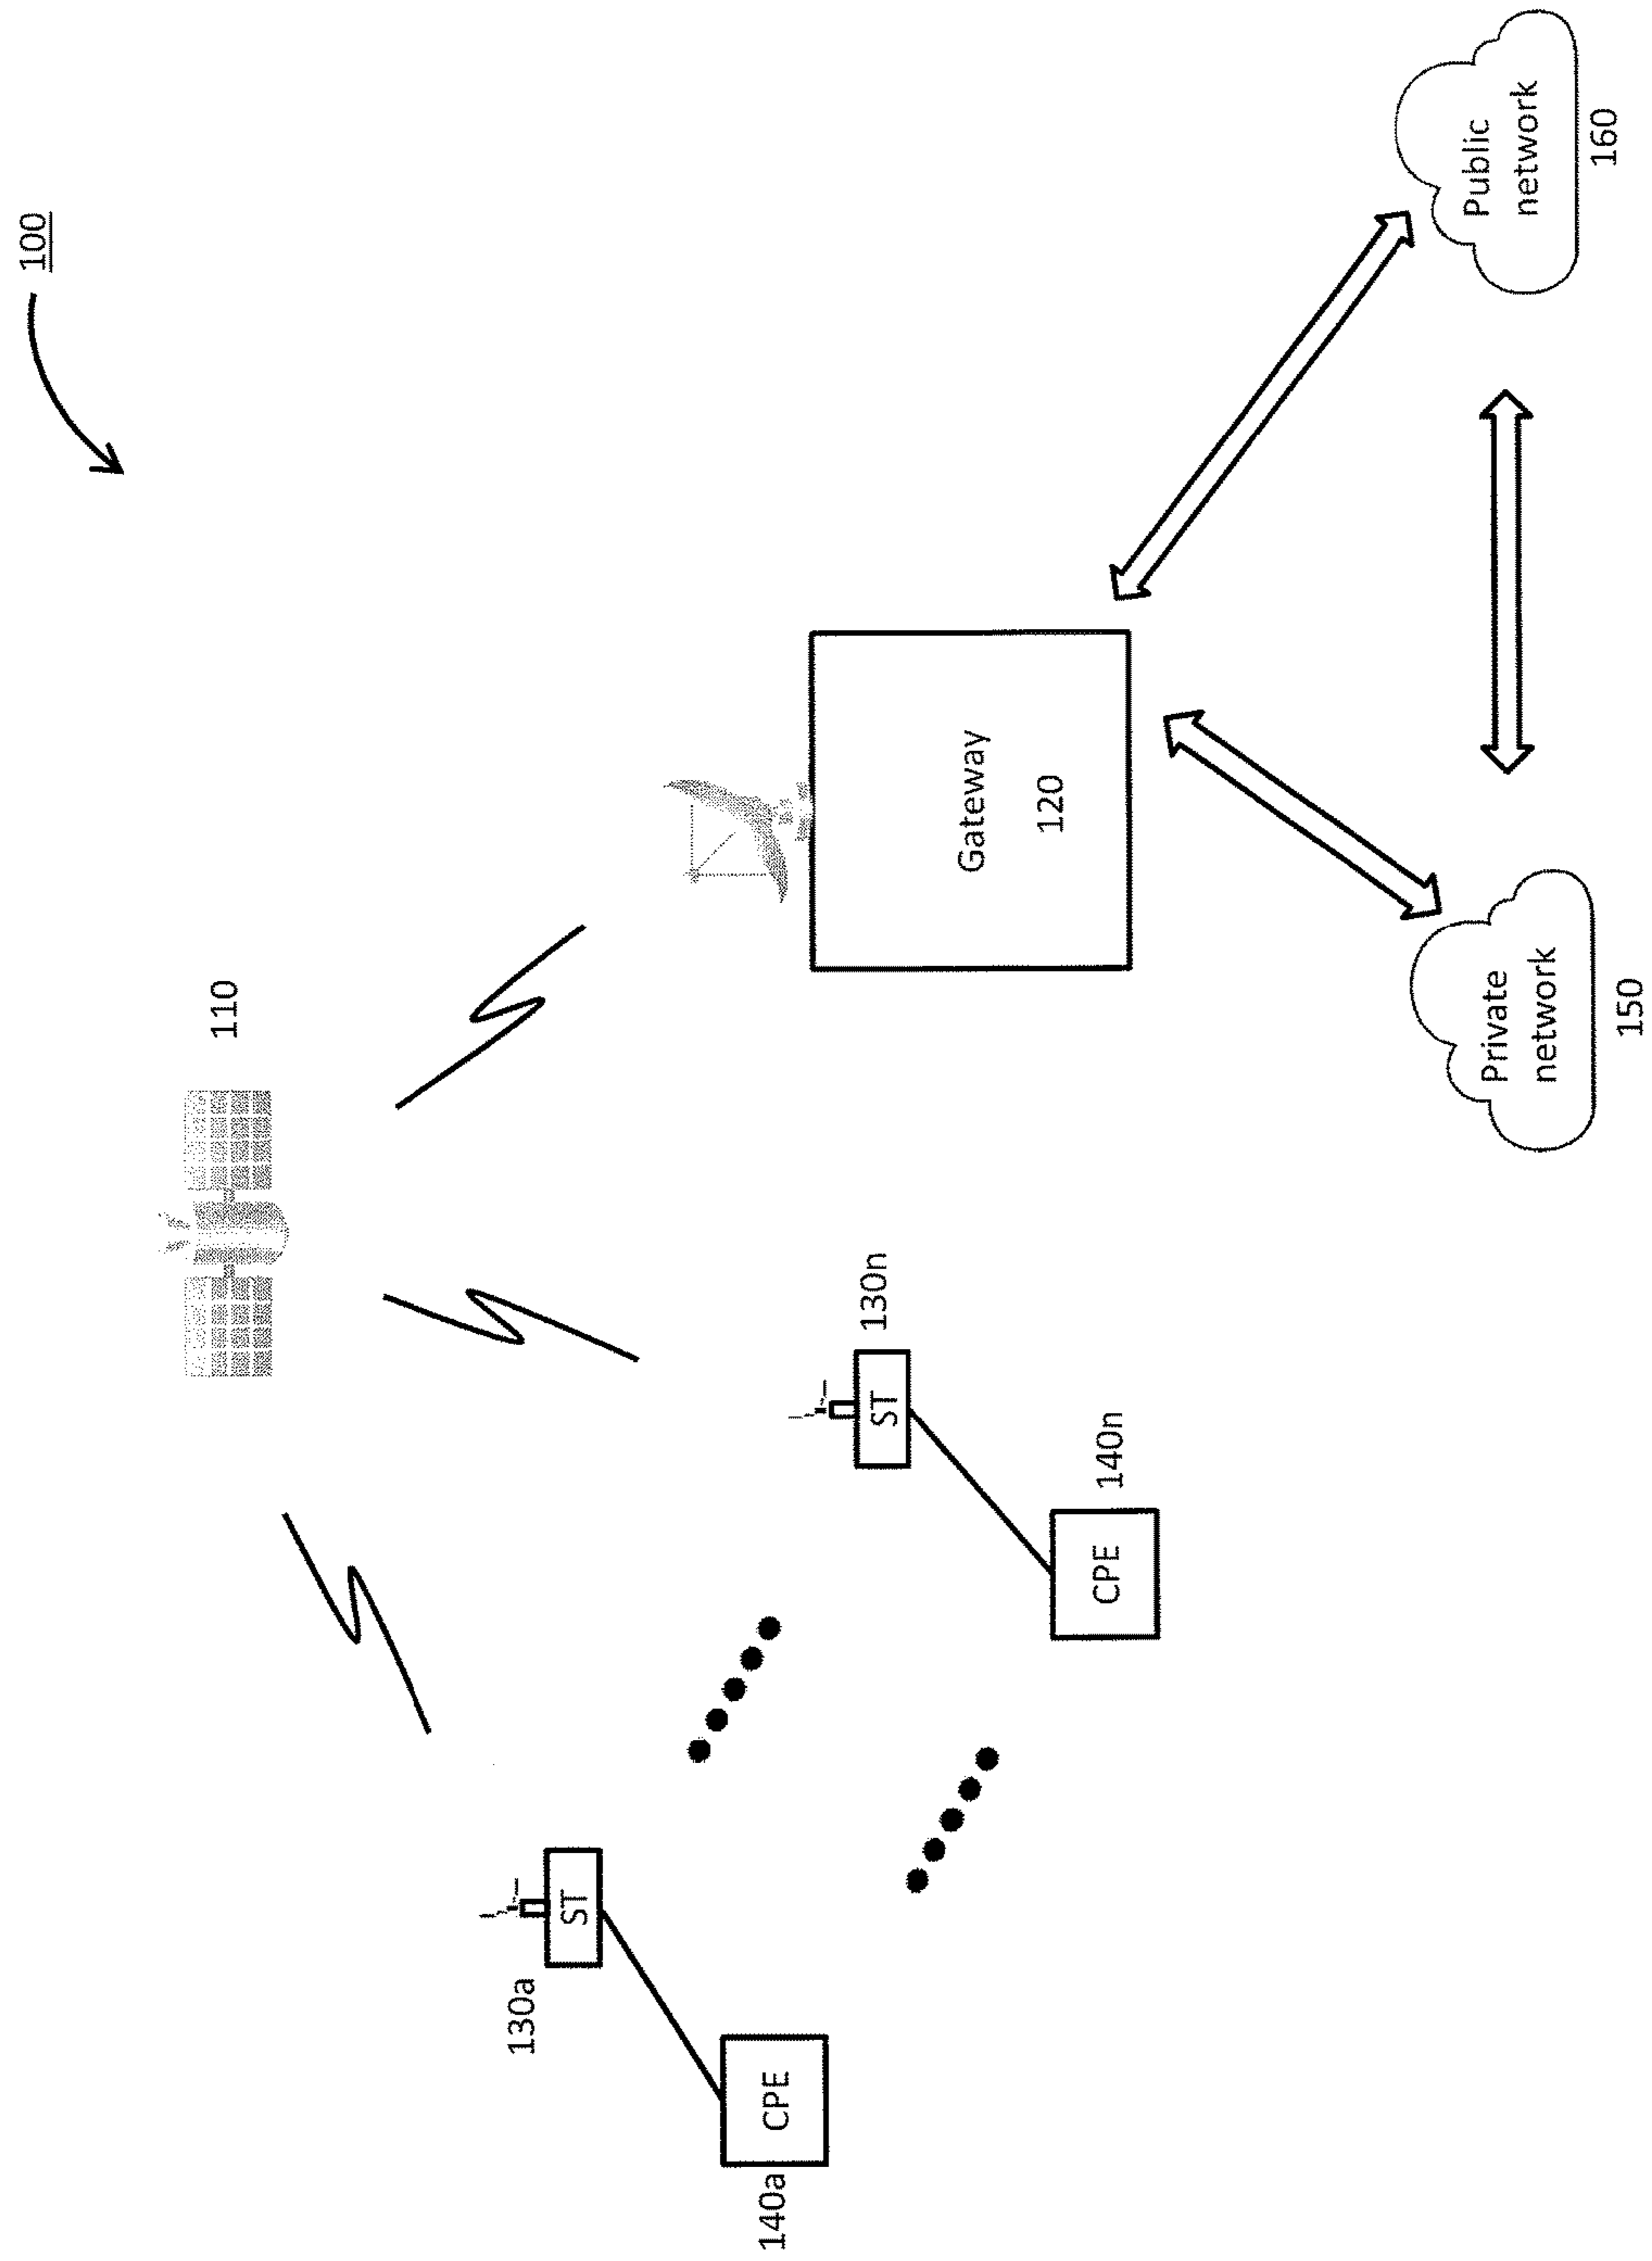 100
110
130a
ST
140a
CPE
130n
ST
140n
CPE
Gateway
120
Private
network
150
Public
network
160